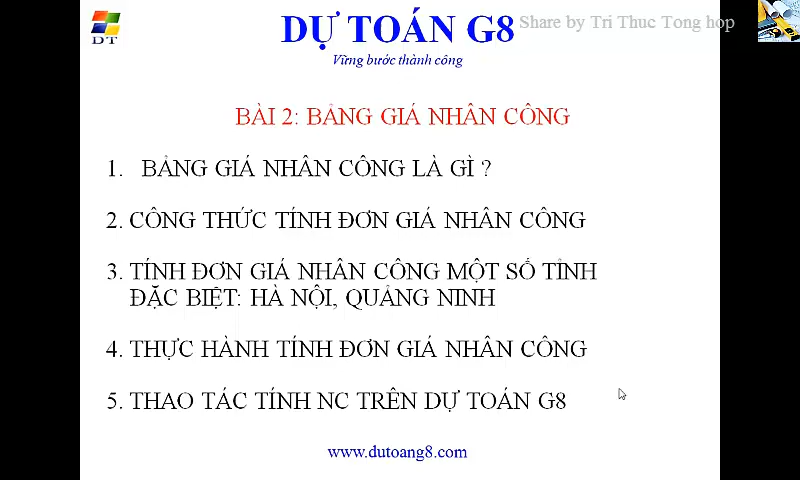 DT
DỰ TOÁN G8
Share by Tri Thuc Tong hop
Vững bước thành công
BÀI 2: BẢNG GIÁ NHÂN CÔNG
1. BẢNG GIÁ NHÂN CÔNG LÀ GÌ ?
2. CÔNG THỨC TÍNH ĐƠN GIÁ NHÂN CÔNG
3. TÍNH ĐƠN GIÁ NHÂN CÔNG MỘT SỐ TỈNH
ĐẶC BIỆT: HÀ NỘI, QUẢNG NINH
4. THỰC HÀNH TÍNH ĐƠN GIÁ NHÂN CÔNG
5. THAO TÁC TÍNH NC TRÊN DỰ TOÁN G8
www.dutoang8.com